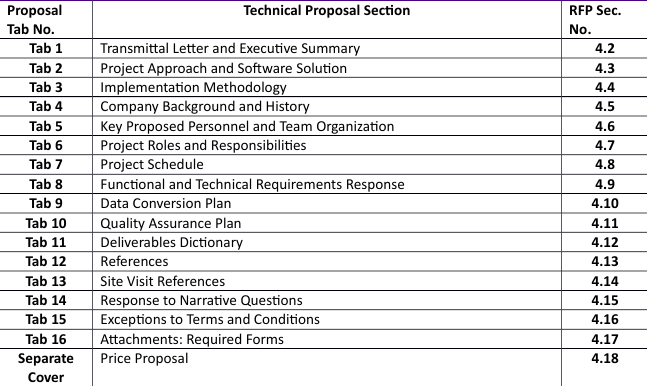 Proposal Technical Proposal Section RFP Sec.
Tab No. No.
Tab 1 Transmittal Letter and Executive Summary 4.2
Tab 2 Project Approach and Software Solution 4.3
Tab 3 Implementation Methodology 4.4
Tab 4 Company Background and History 4.5
Tab 5 Key Proposed Personnel and Team Organization 4.6
Tab 6 Project Roles and Responsibilities 4.7
Tab 7 Project Schedule 4.8
Tab 8 Functional and Technical Requirements Response 4.9
Tab 9 Data Conversion Plan 4.10
Tab 10 Quality Assurance Plan 4.11
Tab 11 Deliverables Dictionary 4.12
Tab 12 References 4.13
Tab 13 Site Visit References 4.14
Tab 14 Response to Narrative Questions 4.15
Tab 15 Exceptions to Terms and Conditions 4.16
Tab 16 Attachments: Required Forms 4.17
Separate Price Proposal 4.18
Cover